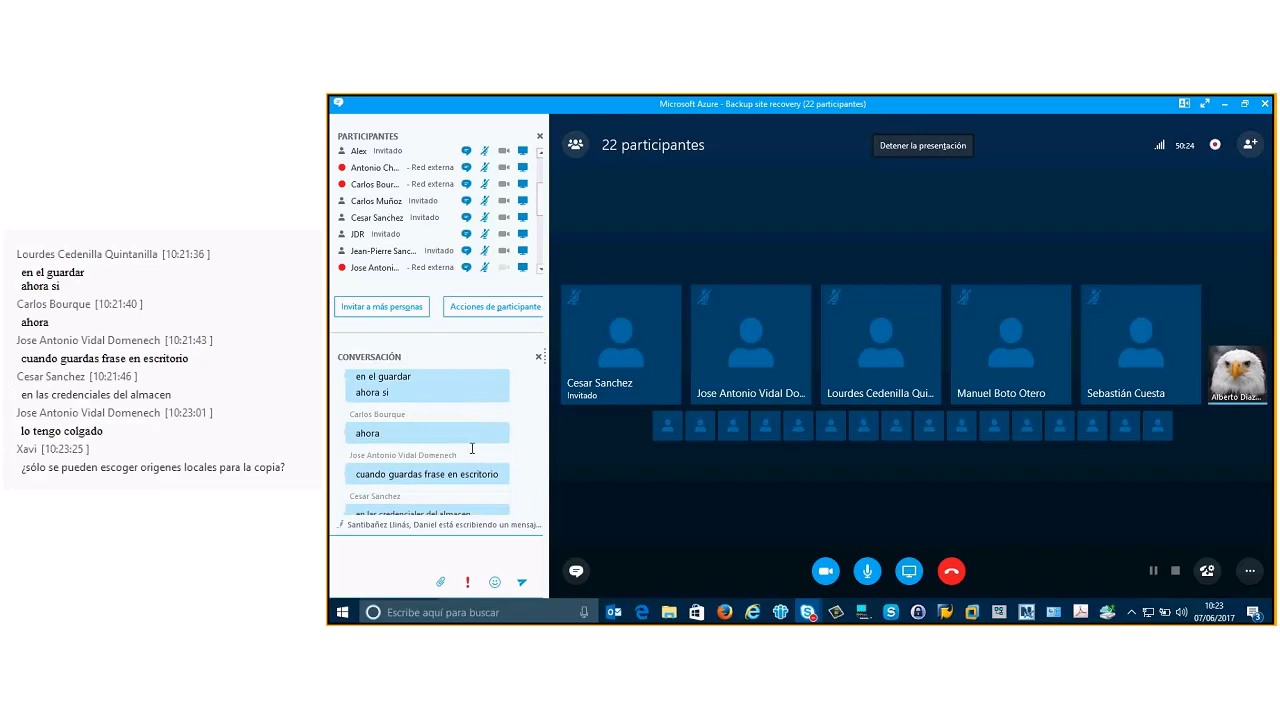 Lourdes Cedenilla Quintanilla [10:21:36 ]
en el guardar
ahora si
Carlos Bourque [10:21:40 ]
ahora
Jose Antonio Vidal Domenech [10:21:43 ]
cuando guardas frase en escritorio
Cesar Sanchez [10:21:46 ]
en las credenciales del almacen
Jose Antonio Vidal Domenech [10:23:01 ]
lo tengo colgado
Xavi [10:23:25 ]
¿sólo se pueden escoger origenes locales para la copia?
Microsoft Azure - Backup site recovery (22 participantes)
PARTICIPANTES
Alex Invitado
Antonio Ch... - Red externa
Carlos Bour... - Red externa
Carlos Muñoz Invitado
Cesar Sanchez Invitado
JDR Invitado
Jean-Pierre Sanc... Invitado
Jose Antoni... - Red externa
Invitar a más personas
Acciones de participante
CONVERSACIÓN
en el guardar
ahora si
Carlos Bourque
ahora
Jose Antonio Vidal Domenech
cuando guardas frase en escritorio
Cesar Sanchez
en las credenciales del almacen
Santibañez Llinás, Daniel está escribiendo un mensaj...
22 participantes
Detener la presentación
50:24
Cesar Sanchez
Invitado
Jose Antonio Vidal Do...
Lourdes Cedenilla Qui...
Manuel Boto Otero
Sebastián Cuesta
Alberto Diaz...
Escribe aquí para buscar
10:23
07/06/2017
3